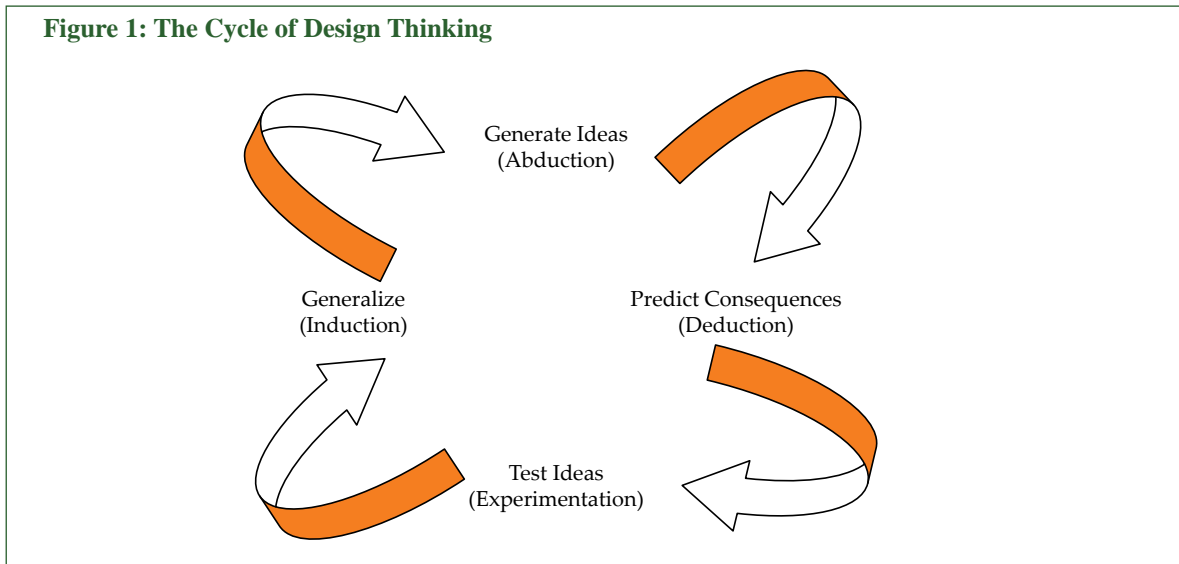 Figure 1: The Cycle of Design Thinking
Generate Ideas
(Abduction)
Generalize
(Induction)
Predict Consequences
(Deduction)
Test Ideas
(Experimentation)